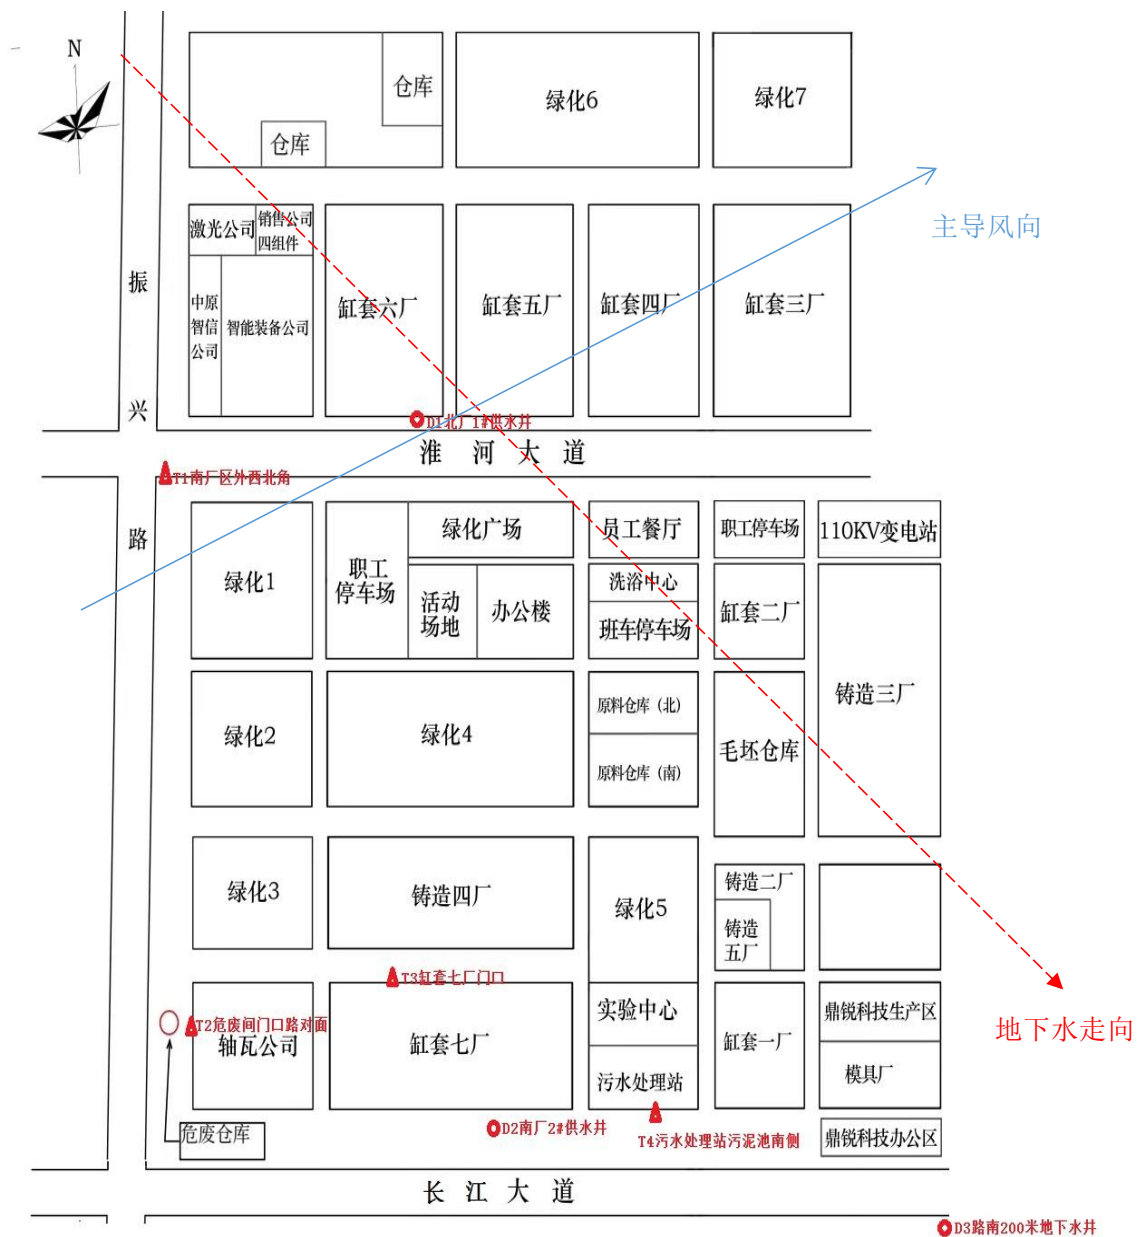 N
仓库
仓库
绿化6
绿化7
主导风向
激光公司
销售公司
四组件
中原
智信
公司
智能装备公司
缸套六厂
缸套五厂
缸套四厂
缸套三厂
振
兴
路
D1北厂1#供水井
淮河大道
T1南厂区外西北角
绿化1
职工
停车场
绿化广场
活动
场地
办公楼
员工餐厅
洗浴中心
班车停车场
职工停车场
缸套二厂
110KV变电站
铸造三厂
绿化2
绿化4
原料仓库（北）
原料仓库（南）
毛坯仓库
绿化3
铸造四厂
绿化5
铸造二厂
铸造
五厂
T3缸套七厂门口
T2危废间门口路对面
轴瓦公司
缸套七厂
实验中心
污水处理站
缸套一厂
鼎锐科技生产区
模具厂
地下水走向
危废仓库
D2南厂2#供水井
T4污水处理站污泥池南侧
鼎锐科技办公区
长江大道
D3路南200米地下水井